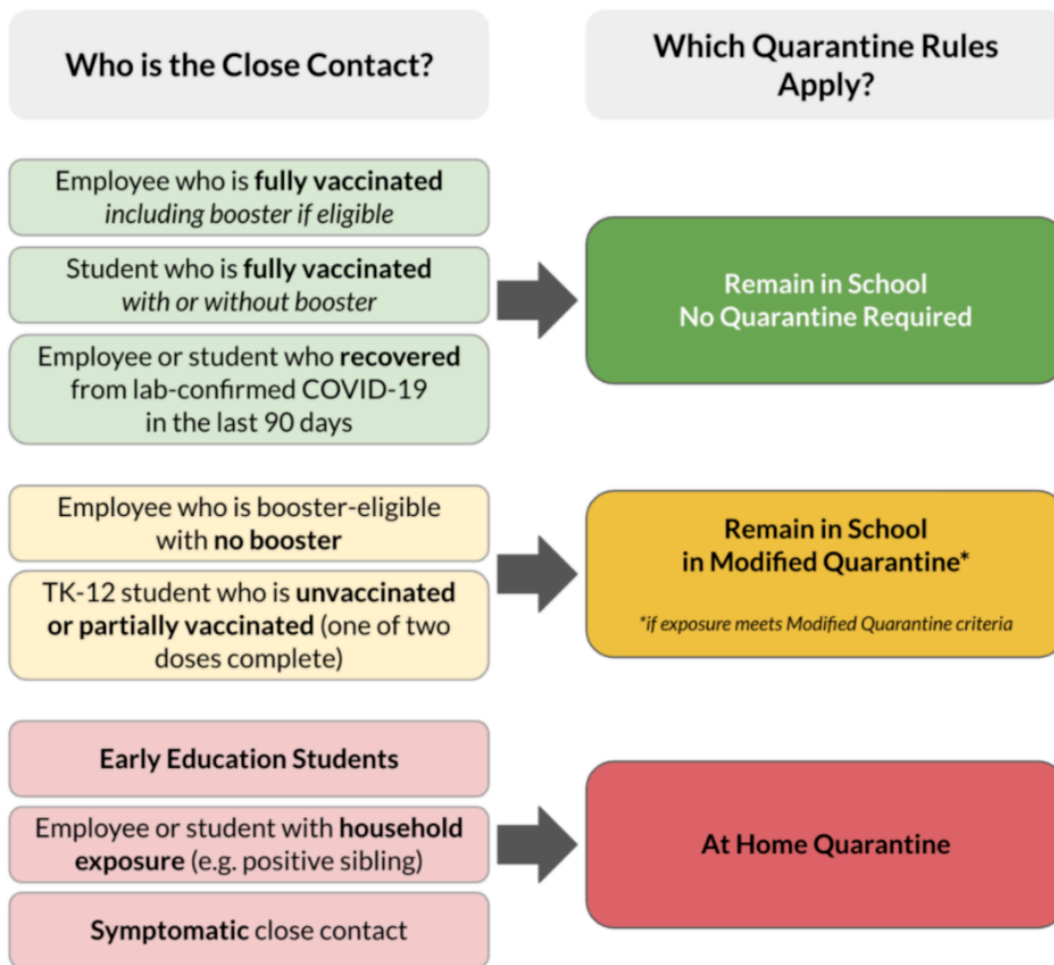 Who is the Close Contact?
Which Quarantine Rules
Apply?
Employee who is fully vaccinated
including booster if eligible
Student who is fully vaccinated
with or without booster
Employee or student who recovered
from lab-confirmed COVID-19
in the last 90 days
Remain in School
No Quarantine Required
Employee who is booster-eligible
with no booster
TK-12 student who is unvaccinated
or partially vaccinated (one of two
doses complete)
Remain in School
in Modified Quarantine*
*if exposure meets Modified Quarantine criteria
Early Education Students
Employee or student with household
exposure (e.g. positive sibling)
Symptomatic close contact
At Home Quarantine